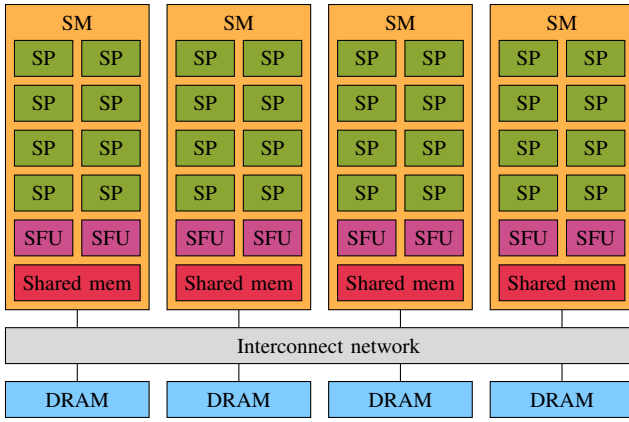 SM SM SM SM
SP SP SP SP SP SP SP SP
SP SP SP SP SP SP SP SP
SP SP SP SP SP SP SP SP
SP SP SP SP SP SP SP SP
SFU SFU SFU SFU SFU SFU SFU SFU
Shared mem Shared mem Shared mem Shared mem
Interconnect network
DRAM DRAM DRAM DRAM